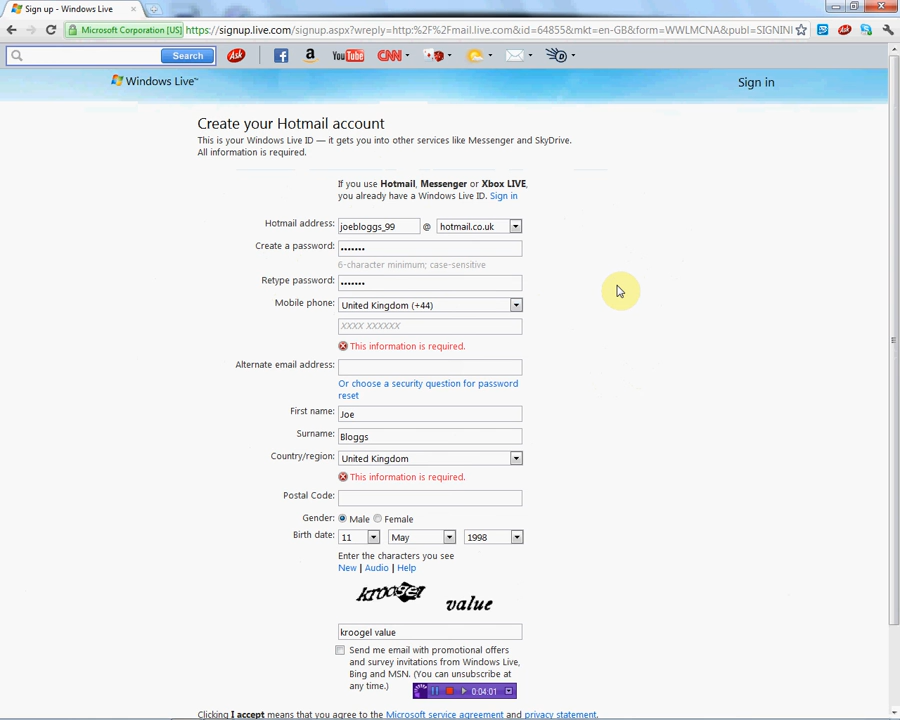 Sign up - Windows Live
Microsoft Corporation [US] https://signup.live.com/signup.aspx?wreply=http:%2F%2Fmail.live.com&id=64855&mkt=en-GB&form=WWLMCNA&publ=SIGNINU
Search Ask YouTube CNN
Windows Live™ Sign in
Create your Hotmail account
This is your Windows Live ID — it gets you into other services like Messenger and SkyDrive.
All information is required.
If you use Hotmail, Messenger or Xbox LIVE,
you already have a Windows Live ID. Sign in
Hotmail address: joebloggs_99 @ hotmail.co.uk
Create a password: •••••••
6-character minimum; case-sensitive
Retype password: •••••••
Mobile phone: United Kingdom (+44)
XXXX XXXXXX
This information is required.
Alternate email address:
Or choose a security question for password
reset
First name: Joe
Surname: Bloggs
Country/region: United Kingdom
This information is required.
Postal Code:
Gender: Male Female
Birth date: 11 May 1998
Enter the characters you see
New | Audio | Help
kroogel value
kroogel value
Send me email with promotional offers
and survey invitations from Windows Live,
Bing and MSN. (You can unsubscribe at
any time.)
0:04:01
Clicking I accept means that you agree to the Microsoft service agreement and privacy statement.